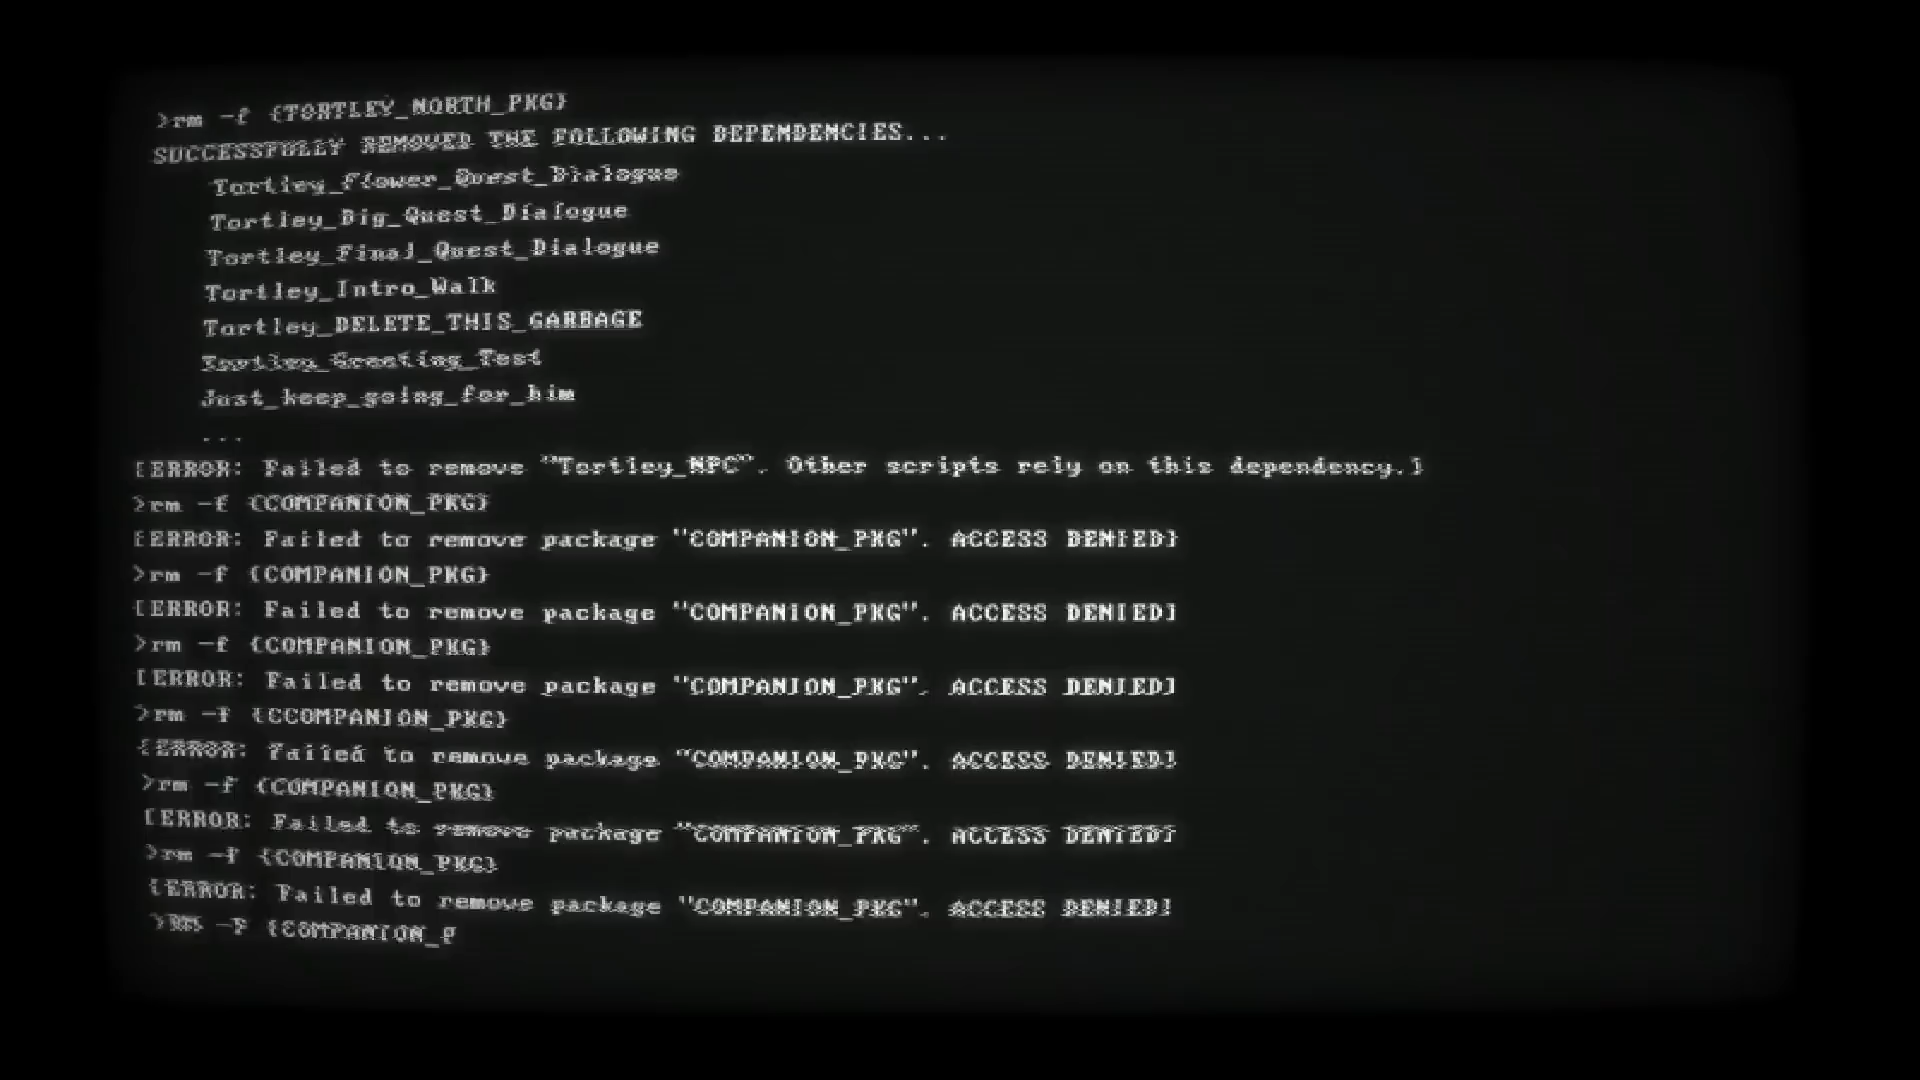 >rm -f {TORTLEY_NORTH_PKG}
SUCCESSFULLY REMOVED THE FOLLOWING DEPENDENCIES...
Tortley_Flower_Quest_Dialogue
Tortley_Dig_Quest_Dialogue
Tortley_Final_Quest_Dialogue
Tortley_Intro_Walk
Tortley_DELETE_THIS_GARBAGE
Tortley_Greeting_Test
Just_keep_going_for_him
...
[ERROR: Failed to remove "Tortley_NPC". Other scripts rely on this dependency.]
>rm -f {COMPANION_PKG}
[ERROR: Failed to remove package "COMPANION_PKG". ACCESS DENIED]
>rm -f {COMPANION_PKG}
[ERROR: Failed to remove package "COMPANION_PKG". ACCESS DENIED]
>rm -f {COMPANION_PKG}
[ERROR: Failed to remove package "COMPANION_PKG". ACCESS DENIED]
>rm -f {CCOMPANION_PKG}
[ERROR: Failed to remove package "COMPANION_PKG". ACCESS DENIED]
>rm -f {COMPANION_PKG}
[ERROR: Failed to remove package "COMPANION_PKG". ACCESS DENIED]
>rm -f {COMPANION_PKG}
[ERROR: Failed to remove package "COMPANION_PKG". ACCESS DENIED]
>rm -f {COMPANION_P